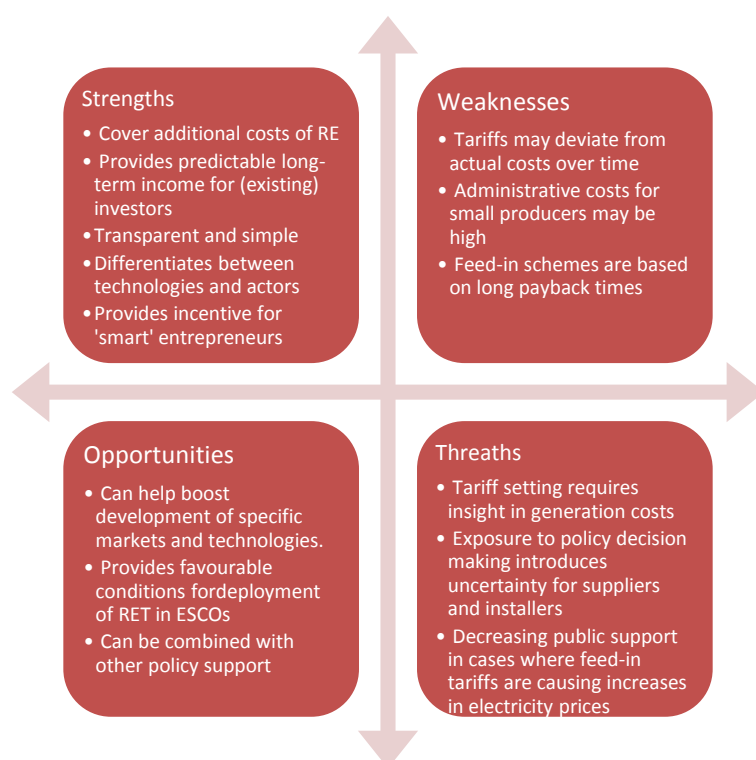 Strengths
• Cover additional costs of RE
• Provides predictable long-
term income for (existing)
investors
•Transparent and simple
•Differentiates between
technologies and actors
•Provides incentive for
'smart' entrepreneurs
Weaknesses
• Tariffs may deviate from
actual costs over time
• Administrative costs for
small producers may be
high
• Feed-in schemes are based
on long payback times
Opportunities
• Can help boost
development of specific
markets and technologies.
• Provides favourable
conditions fordeployment
of RET in ESCOs
• Can be combined with
other policy support
Threaths
• Tariff setting requires
insight in generation costs
• Exposure to policy decision
making introduces
uncertainty for suppliers
and installers
• Decreasing public support
in cases where feed-in
tariffs are causing increases
in electricity prices